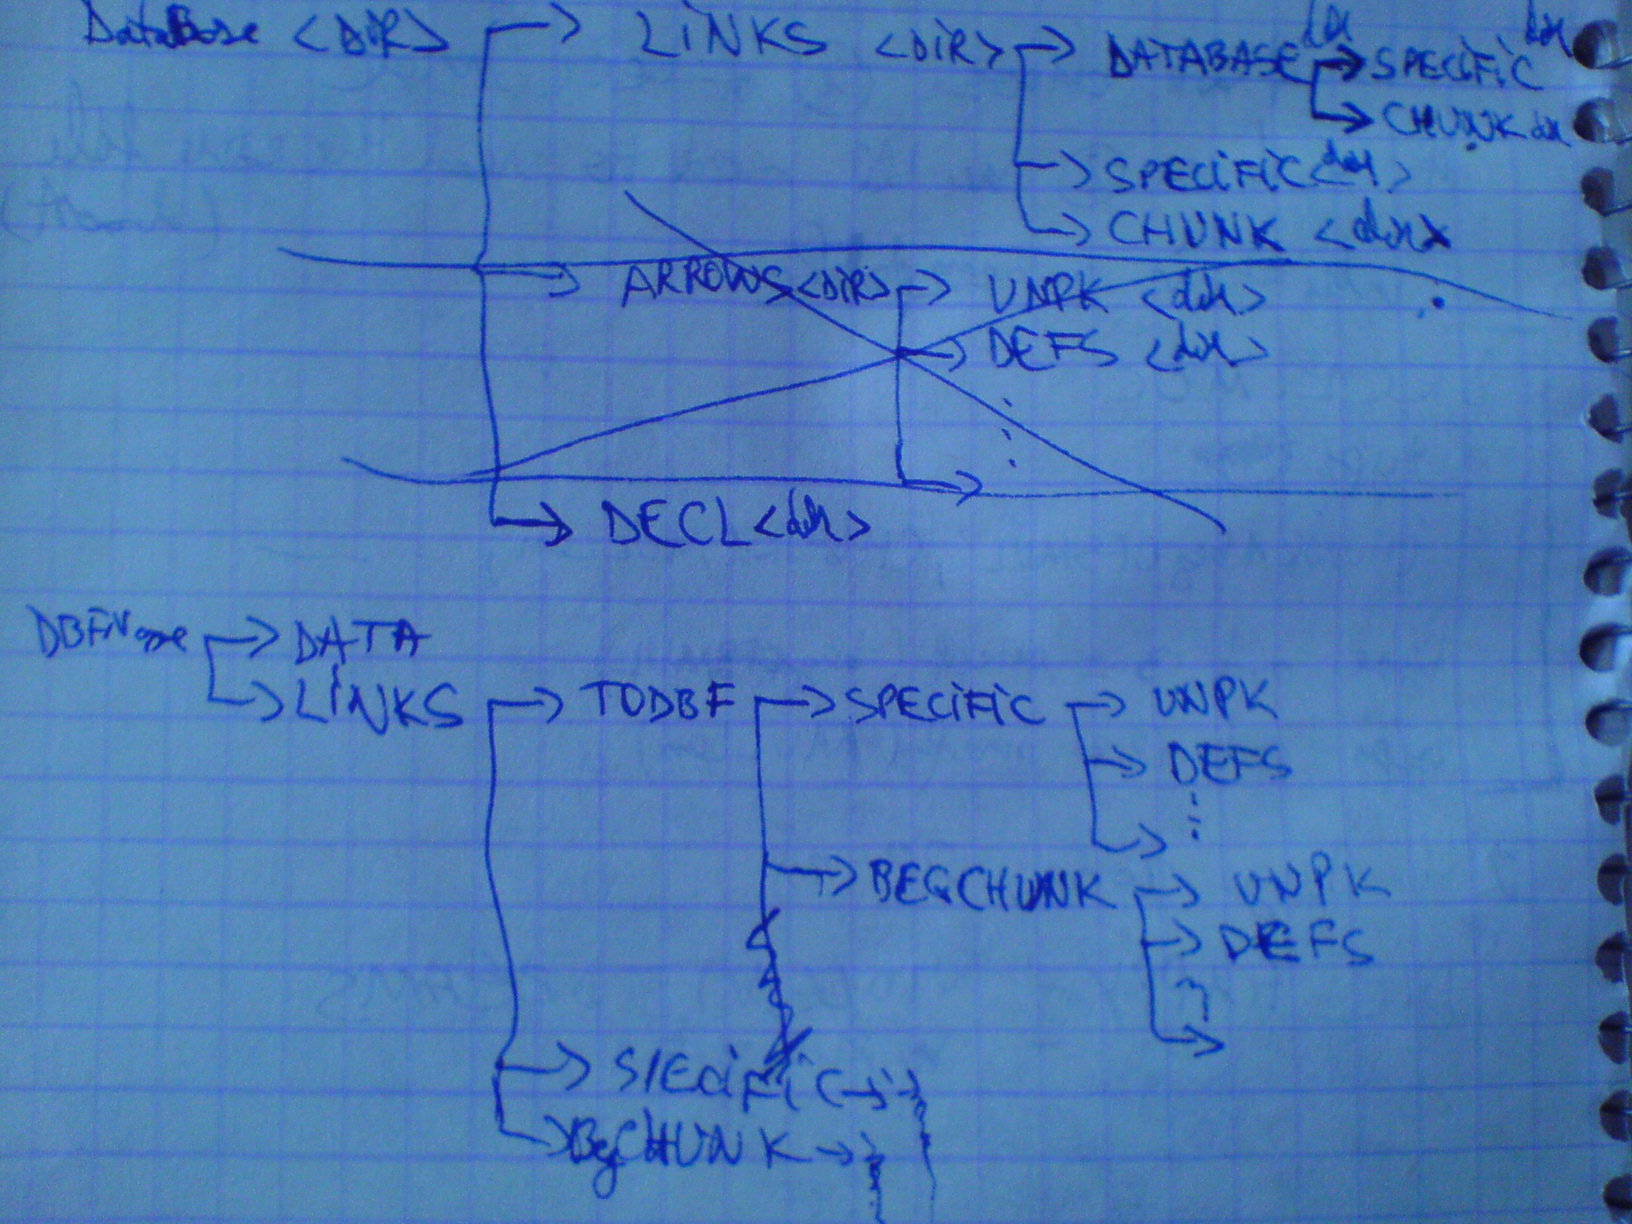 DataBase <DIR> → LiNKS <DiR> → DATABASE dir → SPECiFiC dir
→ CHUNK dir
→ SPECiFiC <dir>
→ CHUNK <dir>
→ ARROWS <DiR> → UNPK <dir>
→ DEFS <dir>
→ DECL <dir>
DBFName → DATA
→ LiNKS → TODBF → SPECiFiC → UNPK
→ DEFS
→ BEGCHUNK → UNPK
→ DEFS
→ SPECiFiC →
→ BegCHUNK →